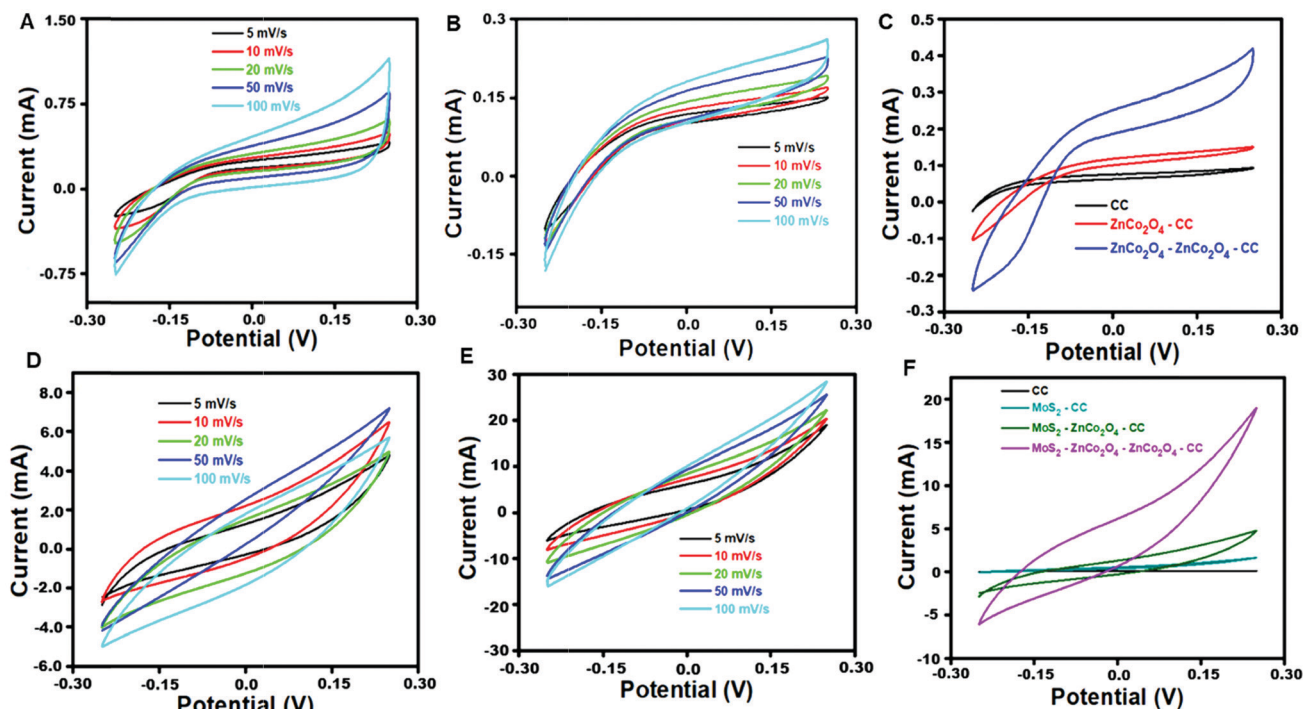 A
1.50
0.75
0.0
-0.75
Current (mA)
5 mV/s
10 mV/s
20 mV/s
50 mV/s
100 mV/s
-0.30 -0.15 0.0 0.15 0.30
Potential (V)
B
0.3
0.15
0.0
-0.15
Current (mA)
5 mV/s
10 mV/s
20 mV/s
50 mV/s
100 mV/s
-0.30 -0.15 0.0 0.15 0.30
Potential (V)
C
0.5
0.4
0.3
0.2
0.1
0.0
-0.1
-0.2
0.3
Current (mA)
CC
ZnCo₂O₄ - CC
ZnCo₂O₄ - ZnCo₂O₄ - CC
-0.30 -0.15 0.0 0.15 0.30
Potential (V)
D
8.0
6.0
4.0
2.0
0.0
-2.0
-4.0
-6.0
Current (mA)
5 mV/s
10 mV/s
20 mV/s
50 mV/s
100 mV/s
-0.30 -0.15 0.0 0.15 0.30
Potential (V)
E
30
20
10
0
-10
-20
-30
Current (mA)
5 mV/s
10 mV/s
20 mV/s
50 mV/s
100 mV/s
-0.30 -0.15 0.0 0.15 0.30
Potential (V)
F
20
15
10
5
0
-5
-10
Current (mA)
CC
MoS₂ - CC
MoS₂ - ZnCo₂O₄ - CC
MoS₂ - ZnCo₂O₄ - ZnCo₂O₄ - CC
-0.30 -0.15 0.0 0.15 0.30
Potential (V)